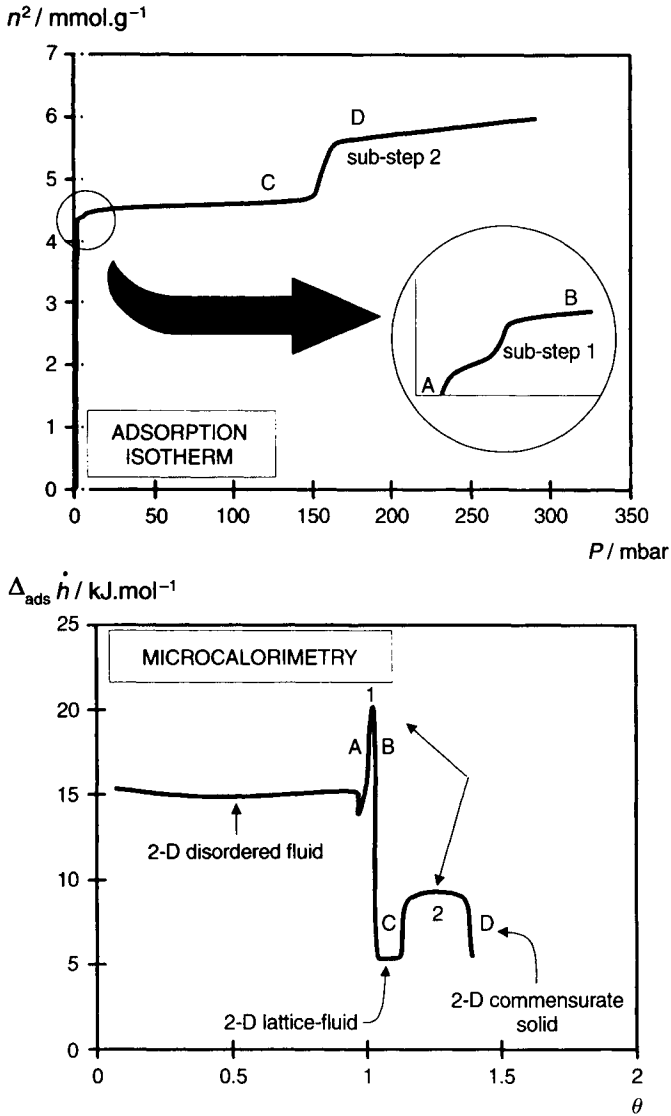 n² / mmol.g⁻¹
7
6
5
4
3
2
1
0
D
sub-step 2
C
B
sub-step 1
A
ADSORPTION
ISOTHERM
0
50
100
150
200
250
300
350
P / mbar
Δads ḣ / kJ.mol⁻¹
25
20
15
10
5
0
MICROCALORIMETRY
1
A
B
2-D disordered fluid
C
2
D
2-D lattice-fluid
2-D commensurate
solid
0
0.5
1
1.5
2
θ